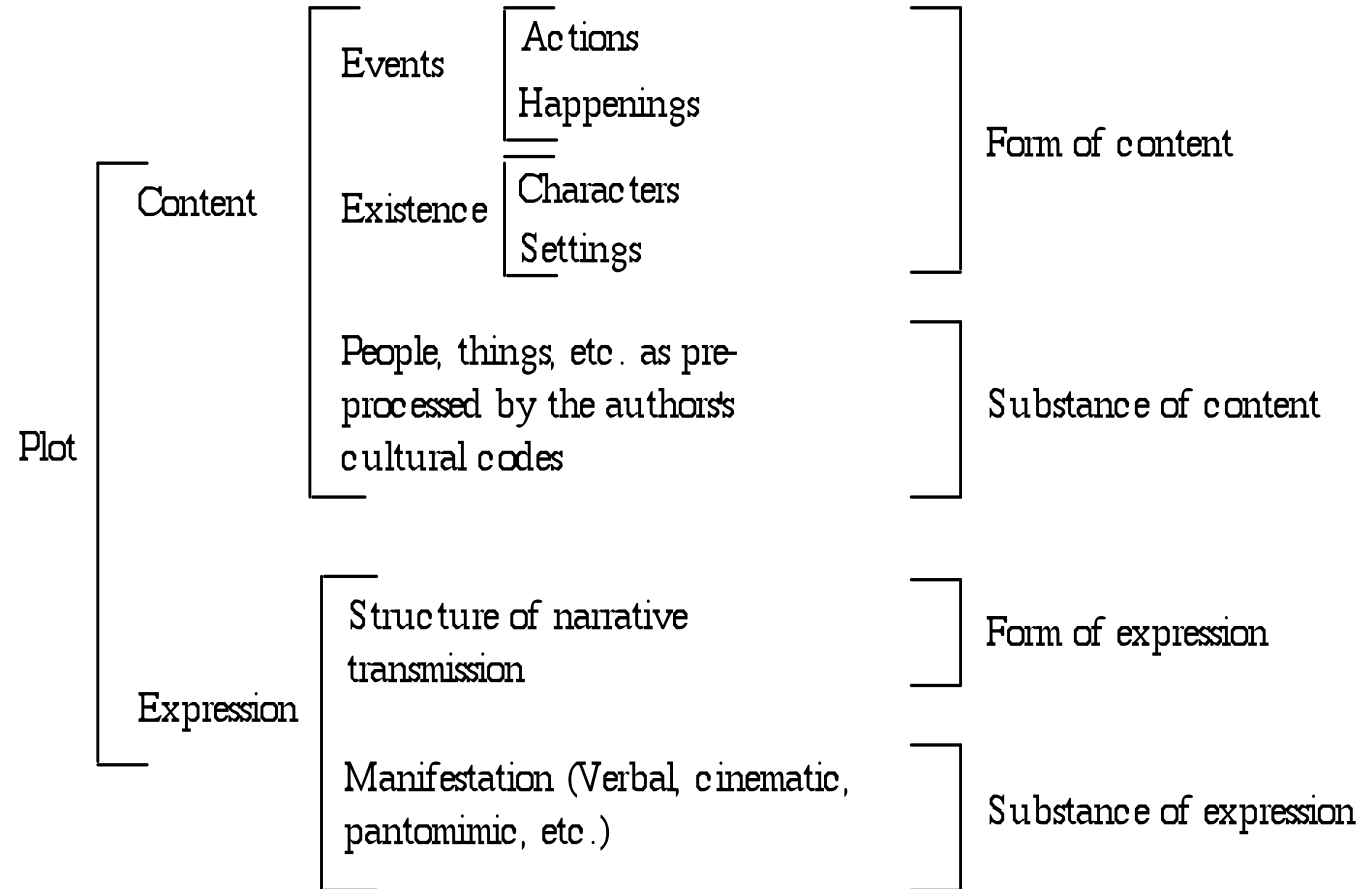 Plot
Content
Events
Actions
Happenings
Existence
Characters
Settings
Form of content
People, things, etc. as pre-
processed by the authors's
cultural codes
Substance of content
Expression
Structure of narrative
transmission
Form of expression
Manifestation (Verbal, cinematic,
pantomimic, etc.)
Substance of expression